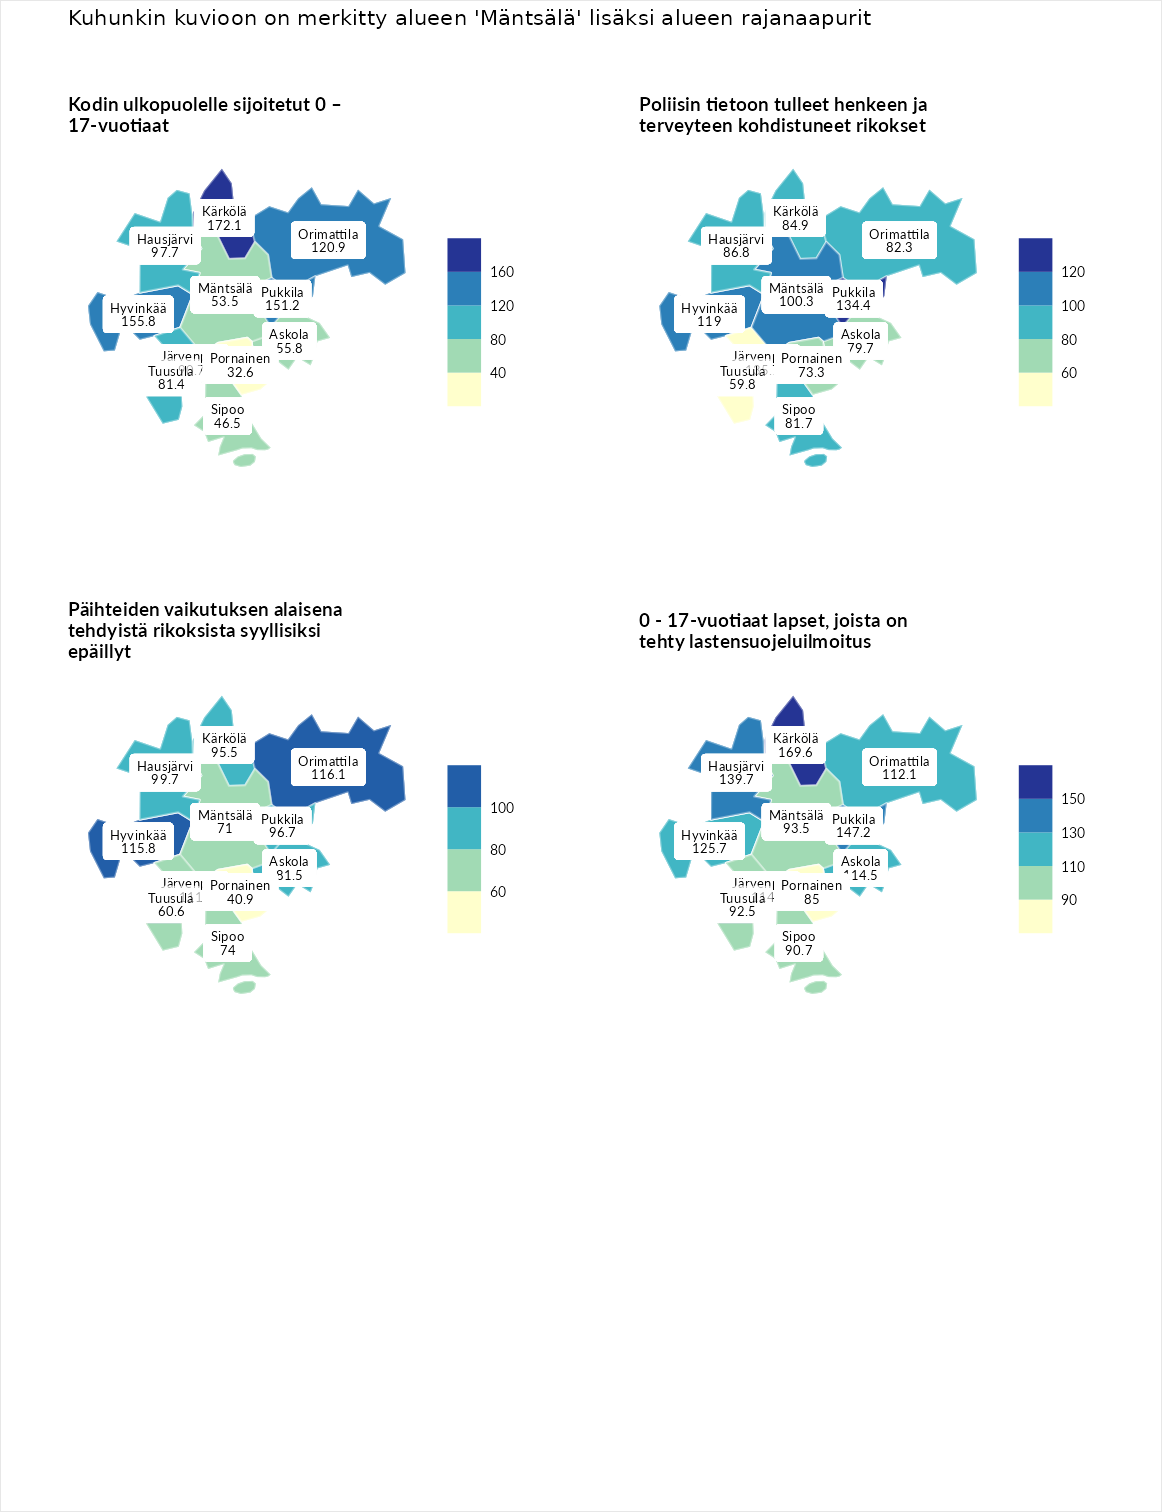 Kuhunkin kuvioon on merkitty alueen 'Mäntsälä' lisäksi alueen rajanaapurit
Kodin ulkopuolelle sijoitetut 0 –
17-vuotiaat
Kärkölä
172.1
Orimattila
120.9
Hausjärvi
97.7
Mäntsälä
53.5
Pukkila
151.2
Hyvinkää
155.8
Askola
55.8
Pornainen
32.6
Tuusula
81.4
Sipoo
46.5
160
120
80
40
Poliisin tietoon tulleet henkeen ja
terveyteen kohdistuneet rikokset
Kärkölä
84.9
Orimattila
82.3
Hausjärvi
86.8
Mäntsälä
100.3
Pukkila
134.4
Hyvinkää
119
Askola
79.7
Pornainen
73.3
Tuusula
59.8
Sipoo
81.7
120
100
80
60
Päihteiden vaikutuksen alaisena
tehdyistä rikoksista syyllisiksi
epäillyt
Kärkölä
95.5
Orimattila
116.1
Hausjärvi
99.7
Mäntsälä
71
Pukkila
96.7
Hyvinkää
115.8
Askola
81.5
Pornainen
40.9
Tuusula
60.6
Sipoo
74
100
80
60
0 - 17-vuotiaat lapset, joista on
tehty lastensuojeluilmoitus
Kärkölä
169.6
Orimattila
112.1
Hausjärvi
139.7
Mäntsälä
93.5
Pukkila
147.2
Hyvinkää
125.7
Askola
114.5
Pornainen
85
Tuusula
92.5
Sipoo
90.7
150
130
110
90